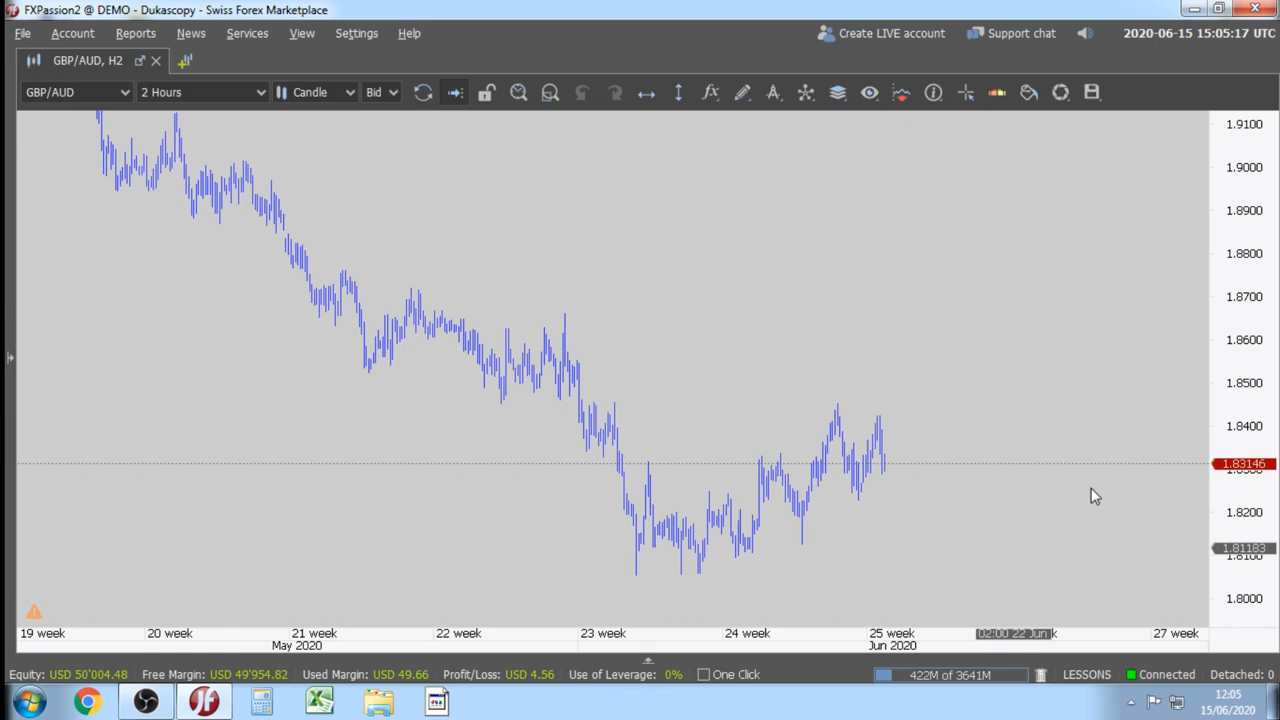 FXPassion2 @ DEMO - Dukascopy - Swiss Forex Marketplace
File Account Reports News Services View Settings Help Create LIVE account Support chat 2020-06-15 15:05:17 UTC
GBP/AUD, H2
GBP/AUD 2 Hours Candle Bid
1.9100
1.9000
1.8900
1.8800
1.8700
1.8600
1.8500
1.8400
1.83146
1.8200
1.81183
1.8000
19 week 20 week 21 week 22 week 23 week 24 week 25 week 02:00 22 Jun 27 week
May 2020 Jun 2020
Equity: USD 50'004.48 Free Margin: USD 49'954.82 Used Margin: USD 49.66 Profit/Loss: USD 4.56 Use of Leverage: 0% One Click 422M of 3641M LESSONS Connected Detached: 0
12:05
15/06/2020